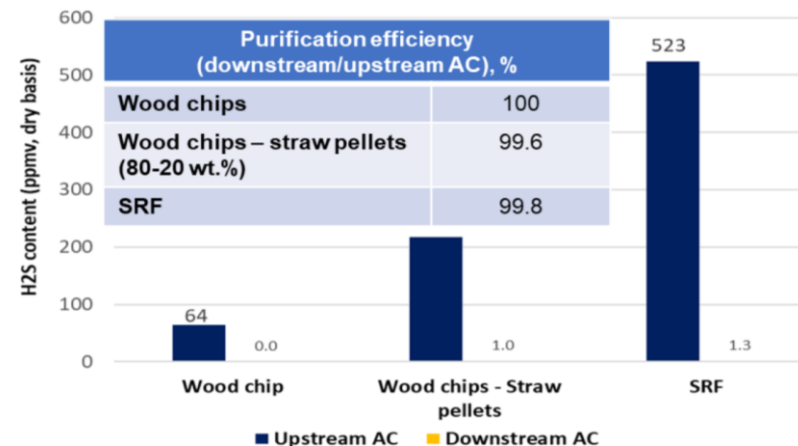 600
500
400
300
200
100
0
H2S content (ppmv, dry basis)
Purification efficiency
(downstream/upstream AC), %
Wood chips 100
Wood chips – straw pellets
(80-20 wt.%)
99.6
SRF 99.8
64
0.0
1.0
523
1.3
Wood chip
Wood chips - Straw
pellets
SRF
Upstream AC
Downstream AC